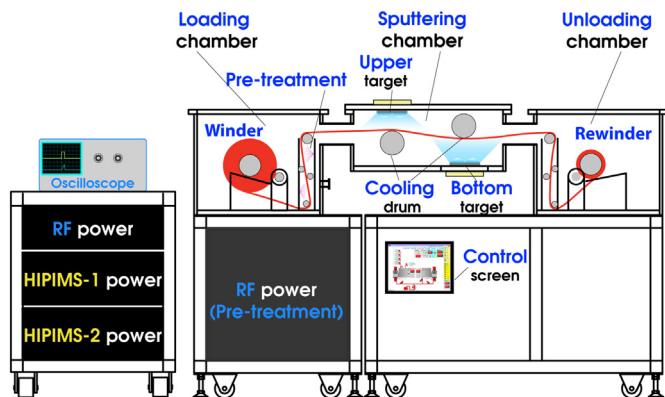 Loading
chamber
Sputtering
chamber
Unloading
chamber
Upper
target
Pre-treatment
Winder
Rewinder
Oscilloscope
Cooling
drum
Bottom
target
RF power
HIPIMS-1 power
HIPIMS-2 power
RF power
(Pre-treatment)
Control
screen